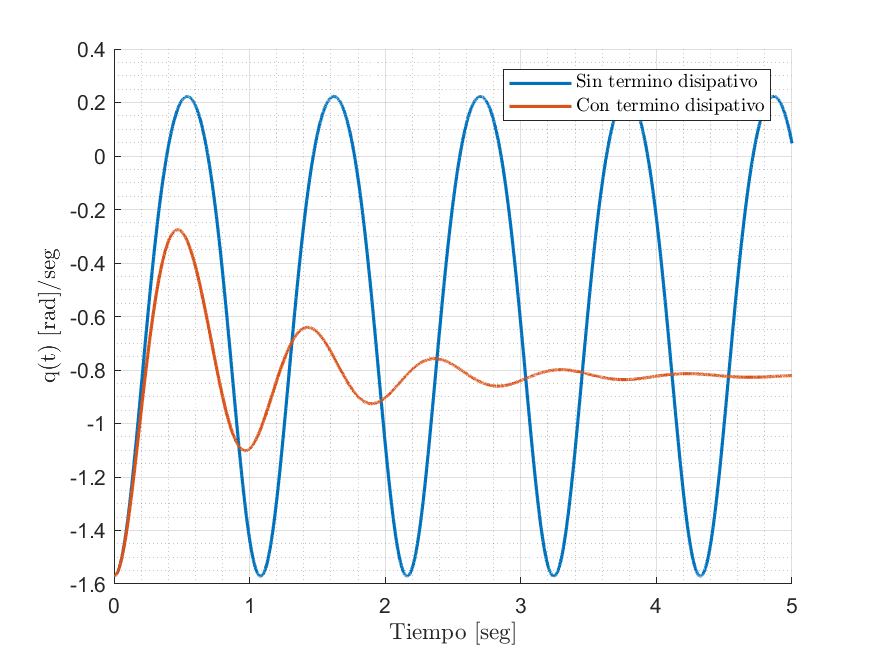 0.4
0.2
0
-0.2
-0.4
-0.6
-0.8
-1
-1.2
-1.4
-1.6
q(t) [rad]/seg
Sin termino disipativo
Con termino disipativo
0 1 2 3 4 5
Tiempo [seg]